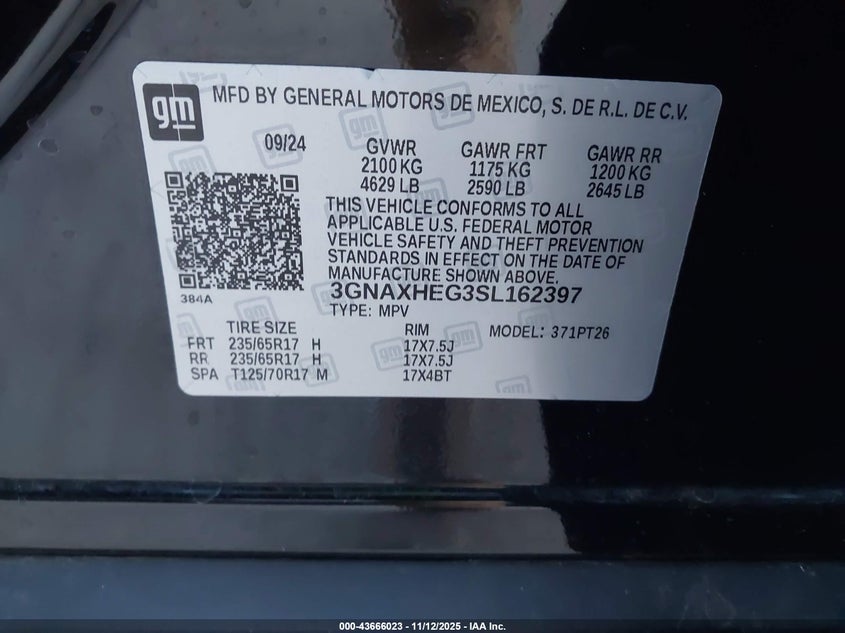 gm
MFD BY GENERAL MOTORS DE MEXICO, S. DE R.L. DE C.V.
09/24 GVWR GAWR FRT GAWR RR
2100 KG 1175 KG 1200 KG
4629 LB 2590 LB 2645 LB
THIS VEHICLE CONFORMS TO ALL
APPLICABLE U.S. FEDERAL MOTOR
VEHICLE SAFETY AND THEFT PREVENTION
STANDARDS IN EFFECT ON THE DATE OF
MANUFACTURE SHOWN ABOVE.
384A
3GNAXHEG3SL162397
TYPE: MPV
TIRE SIZE RIM MODEL: 371PT26
FRT 235/65R17 H 17X7.5J
RR 235/65R17 H 17X7.5J
SPA T125/70R17 M 17X4BT
000-43666023 — 11/12/2025 — IAA Inc.